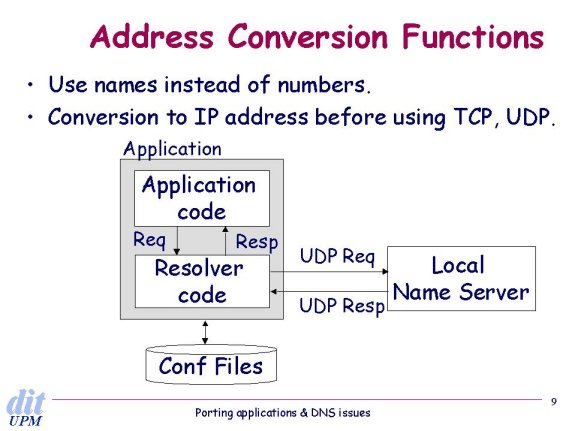 Address Conversion Functions
• Use names instead of numbers.
• Conversion to IP address before using TCP, UDP.
Application
Application
code
Req
Resp
Resolver
code
UDP Req
UDP Resp
Local
Name Server
Conf Files
dit
UPM
Porting applications & DNS issues
9